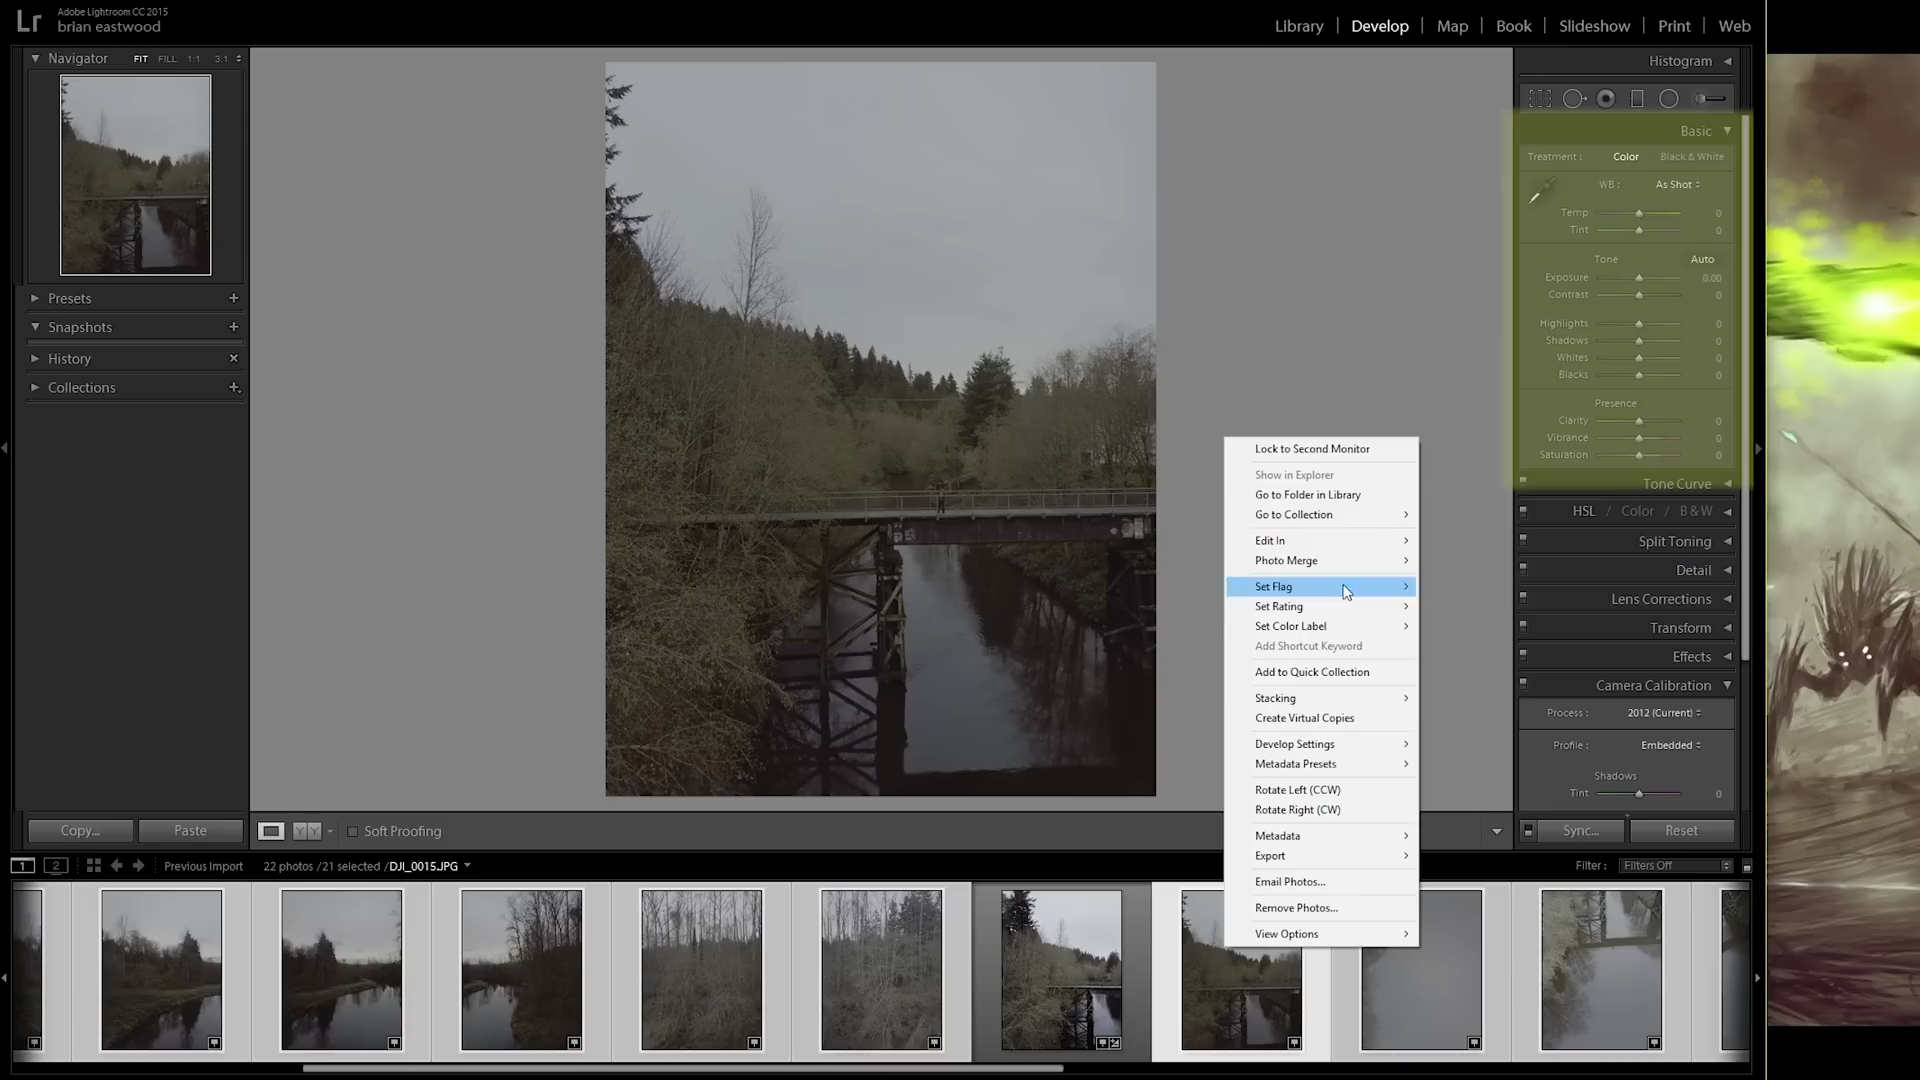 Lr Adobe Lightroom CC 2015
brian eastwood
Library | Develop | Map | Book | Slideshow | Print | Web
Navigator FIT FILL 1:1 3:1
Presets
Snapshots
History
Collections
Copy... Paste
Soft Proofing
Histogram
Basic
Treatment : Color Black & White
WB : As Shot
Temp 0
Tint 0
Tone Auto
Exposure 0.00
Contrast 0
Highlights 0
Shadows 0
Whites 0
Blacks 0
Presence
Clarity 0
Vibrance 0
Saturation 0
Tone Curve
HSL / Color / B & W
Split Toning
Detail
Lens Corrections
Transform
Effects
Camera Calibration
Process : 2012 (Current)
Profile : Embedded
Shadows
Tint 0
Sync... Reset
Lock to Second Monitor
Show in Explorer
Go to Folder in Library
Go to Collection
Edit In
Photo Merge
Set Flag
Set Rating
Set Color Label
Add Shortcut Keyword
Add to Quick Collection
Stacking
Create Virtual Copies
Develop Settings
Metadata Presets
Rotate Left (CCW)
Rotate Right (CW)
Metadata
Export
Email Photos...
Remove Photos...
View Options
1 2 Previous Import 22 photos /21 selected /DJI_0015.JPG
Filter : Filters Off